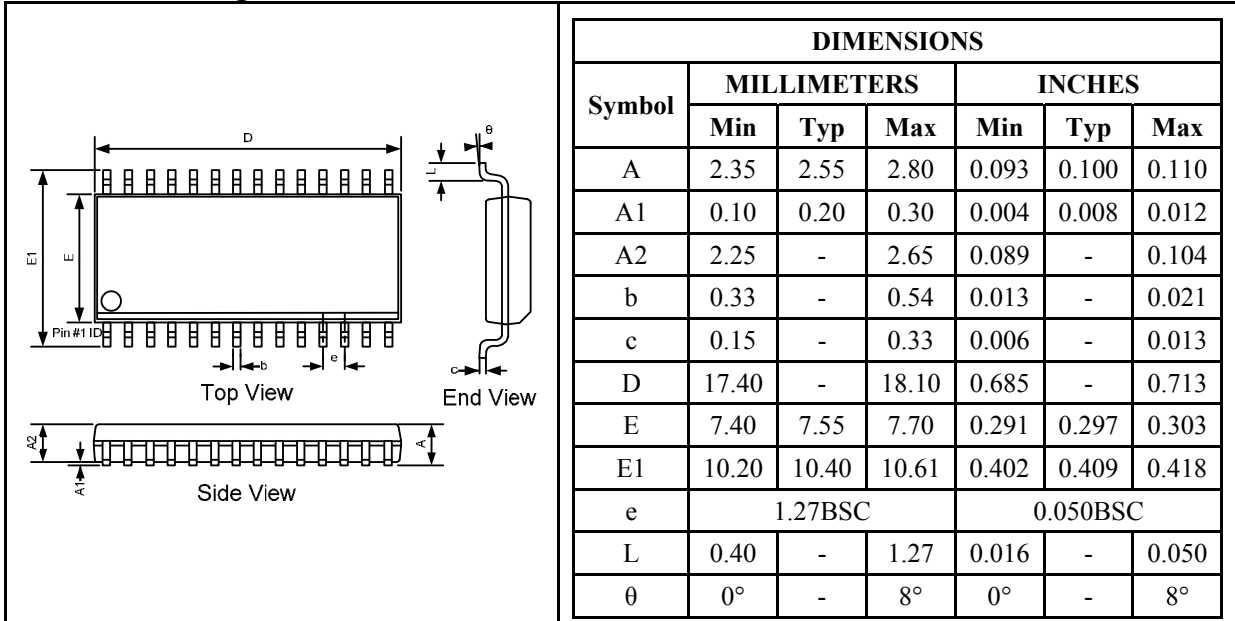 D
θ
L
E1
E
Pin #1 ID
b
e
c
Top View
End View
A2
A
A1
Side View
DIMENSIONS
Symbol MILLIMETERS INCHES
Min Typ Max Min Typ Max
A 2.35 2.55 2.80 0.093 0.100 0.110
A1 0.10 0.20 0.30 0.004 0.008 0.012
A2 2.25 - 2.65 0.089 - 0.104
b 0.33 - 0.54 0.013 - 0.021
c 0.15 - 0.33 0.006 - 0.013
D 17.40 - 18.10 0.685 - 0.713
E 7.40 7.55 7.70 0.291 0.297 0.303
E1 10.20 10.40 10.61 0.402 0.409 0.418
e 1.27BSC 0.050BSC
L 0.40 - 1.27 0.016 - 0.050
θ 0° - 8° 0° - 8°